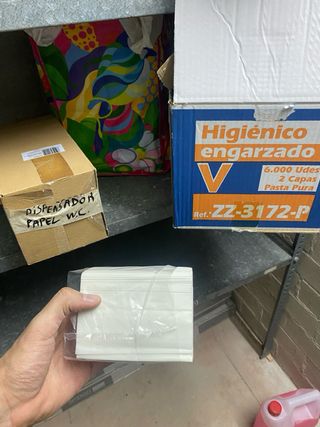 DISPENSADOR
PAPEL W.C.
Higiénico
engarzado
V
6.000 Udes
2 Capas
Pasta Pura
Ref.: ZZ-3172-P